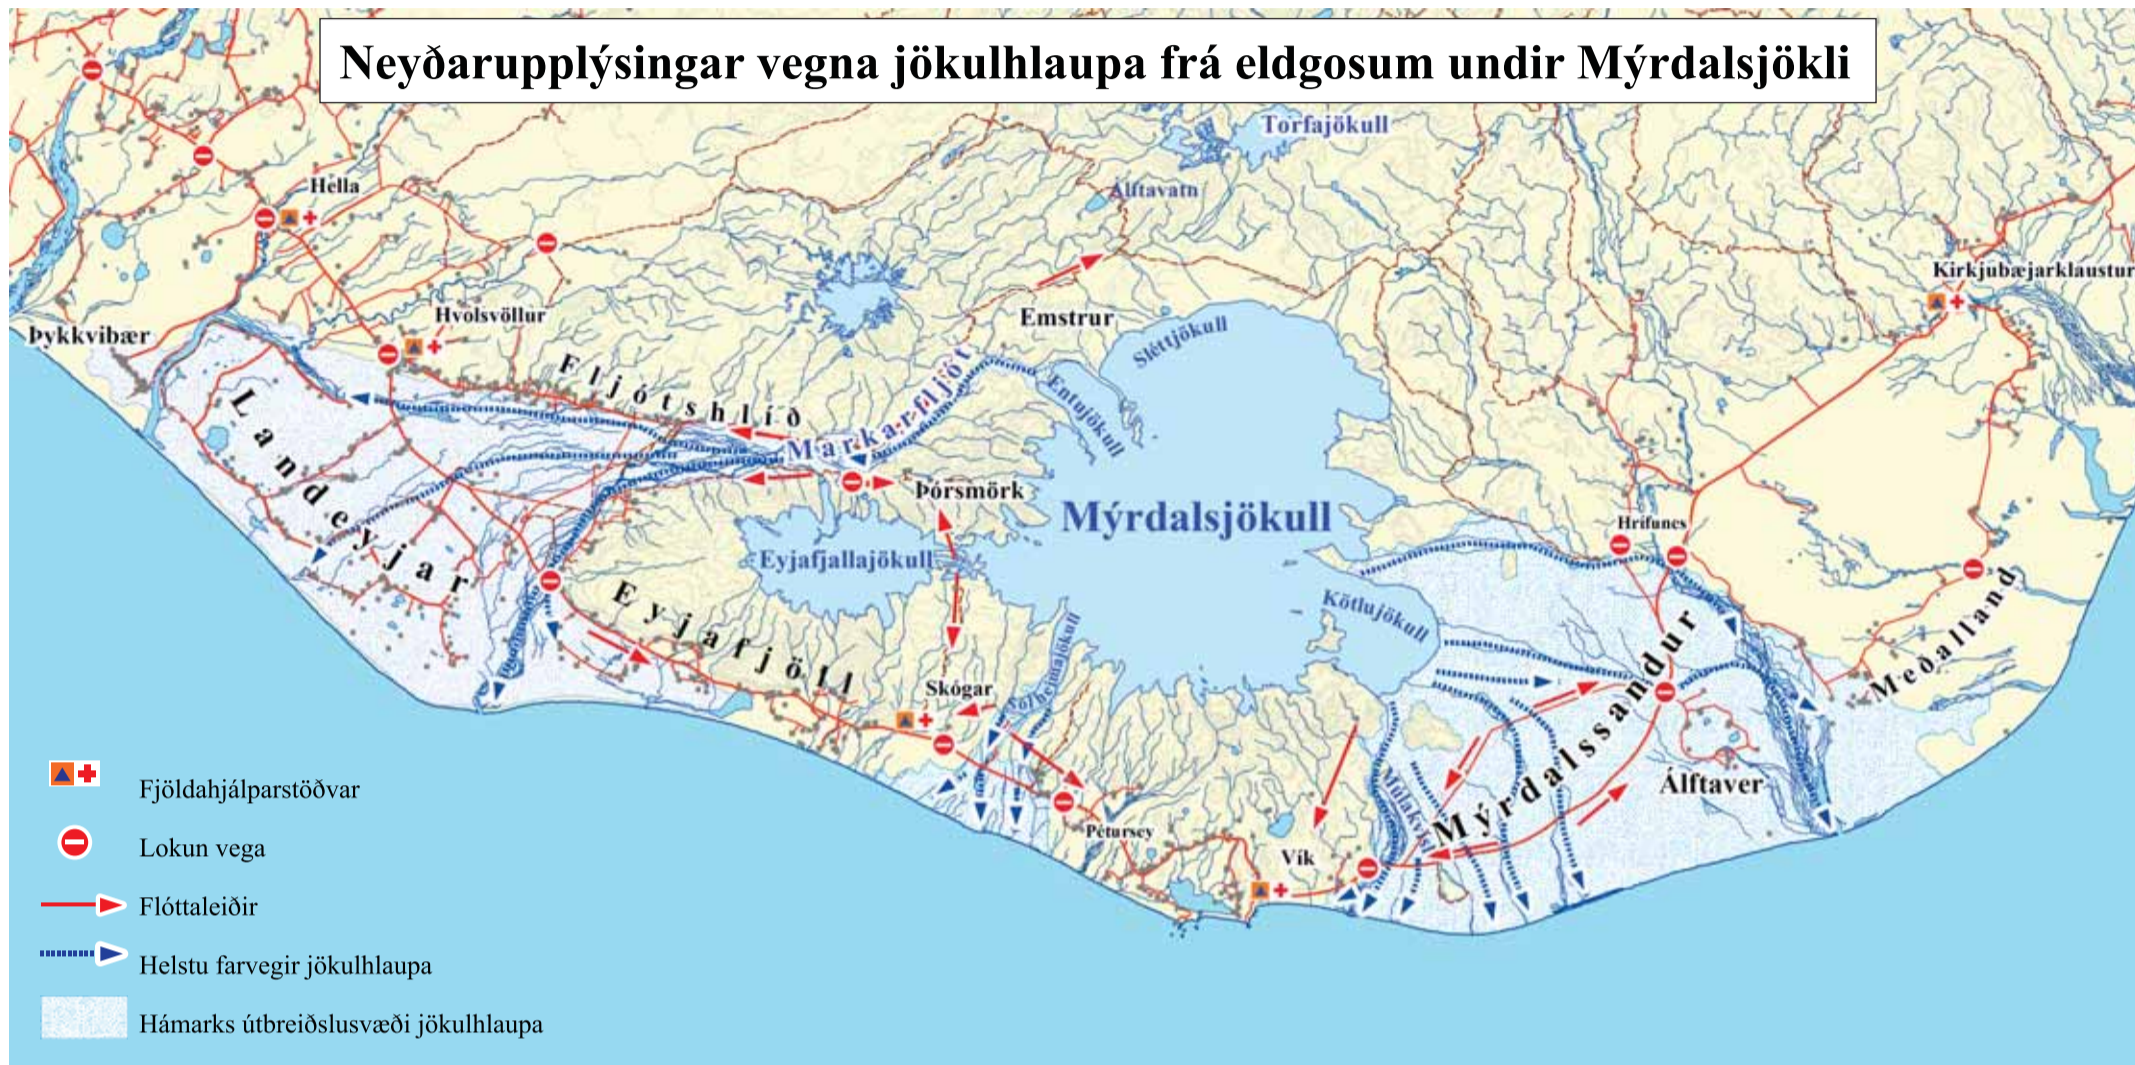 Neyðarupplýsingar vegna jökulhlaupa frá eldgosum undir Mýrdalsjökli
Torfajökull
Álftavatn
Hella
Kirkjubæjarklaustur
Hvolsvöllur
Emstrur
Þykkvibær
Sléttjökull
Fljótshlíð
Entujökull
Markarfljót
Landeyjar
Þórsmörk
Mýrdalsjökull
Hrífunes
Eyjafjallajökull
Kötlujökull
Eyjafjöll
Meðalland
Sólheimajökull
Skógar
Mýrdalssandur
Álftaver
Múlakvísl
Pétursey
Vík
Fjöldahjálparstöðvar
Lokun vega
Flóttaleiðir
Helstu farvegir jökulhlaupa
Hámarks útbreiðslusvæði jökulhlaupa